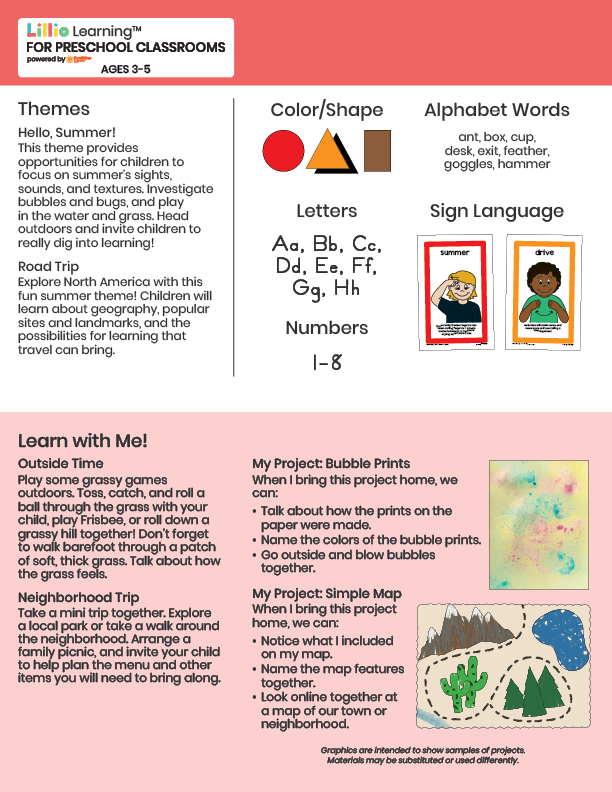 Lillio Learning™
FOR PRESCHOOL CLASSROOMS
powered by
AGES 3-5
Themes
Hello, Summer!
This theme provides
opportunities for children to
focus on summer's sights,
sounds, and textures. Investigate
bubbles and bugs, and play
in the water and grass. Head
outdoors and invite children to
really dig into learning!
Road Trip
Explore North America with this
fun summer theme! Children will
learn about geography, popular
sites and landmarks, and the
possibilities for learning that
travel can bring.
Color/Shape
Letters
Aa, Bb, Cc,
Dd, Ee, Ff,
Gg, Hh
Numbers
1-8
Alphabet Words
ant, box, cup,
desk, exit, feather,
goggles, hammer
Sign Language
summer
drive
Learn with Me!
Outside Time
Play some grassy games
outdoors. Toss, catch, and roll a
ball through the grass with your
child, play Frisbee, or roll down a
grassy hill together! Don't forget
to walk barefoot through a patch
of soft, thick grass. Talk about how
the grass feels.
Neighborhood Trip
Take a mini trip together. Explore
a local park or take a walk around
the neighborhood. Arrange a
family picnic, and invite your child
to help plan the menu and other
items you will need to bring along.
My Project: Bubble Prints
When I bring this project home, we
can:
• Talk about how the prints on the
paper were made.
• Name the colors of the bubble prints.
• Go outside and blow bubbles
together.
My Project: Simple Map
When I bring this project
home, we can:
• Notice what I included
on my map.
• Name the map features
together.
• Look online together at
a map of our town or
neighborhood.
Graphics are intended to show samples of projects.
Materials may be substituted or used differently.